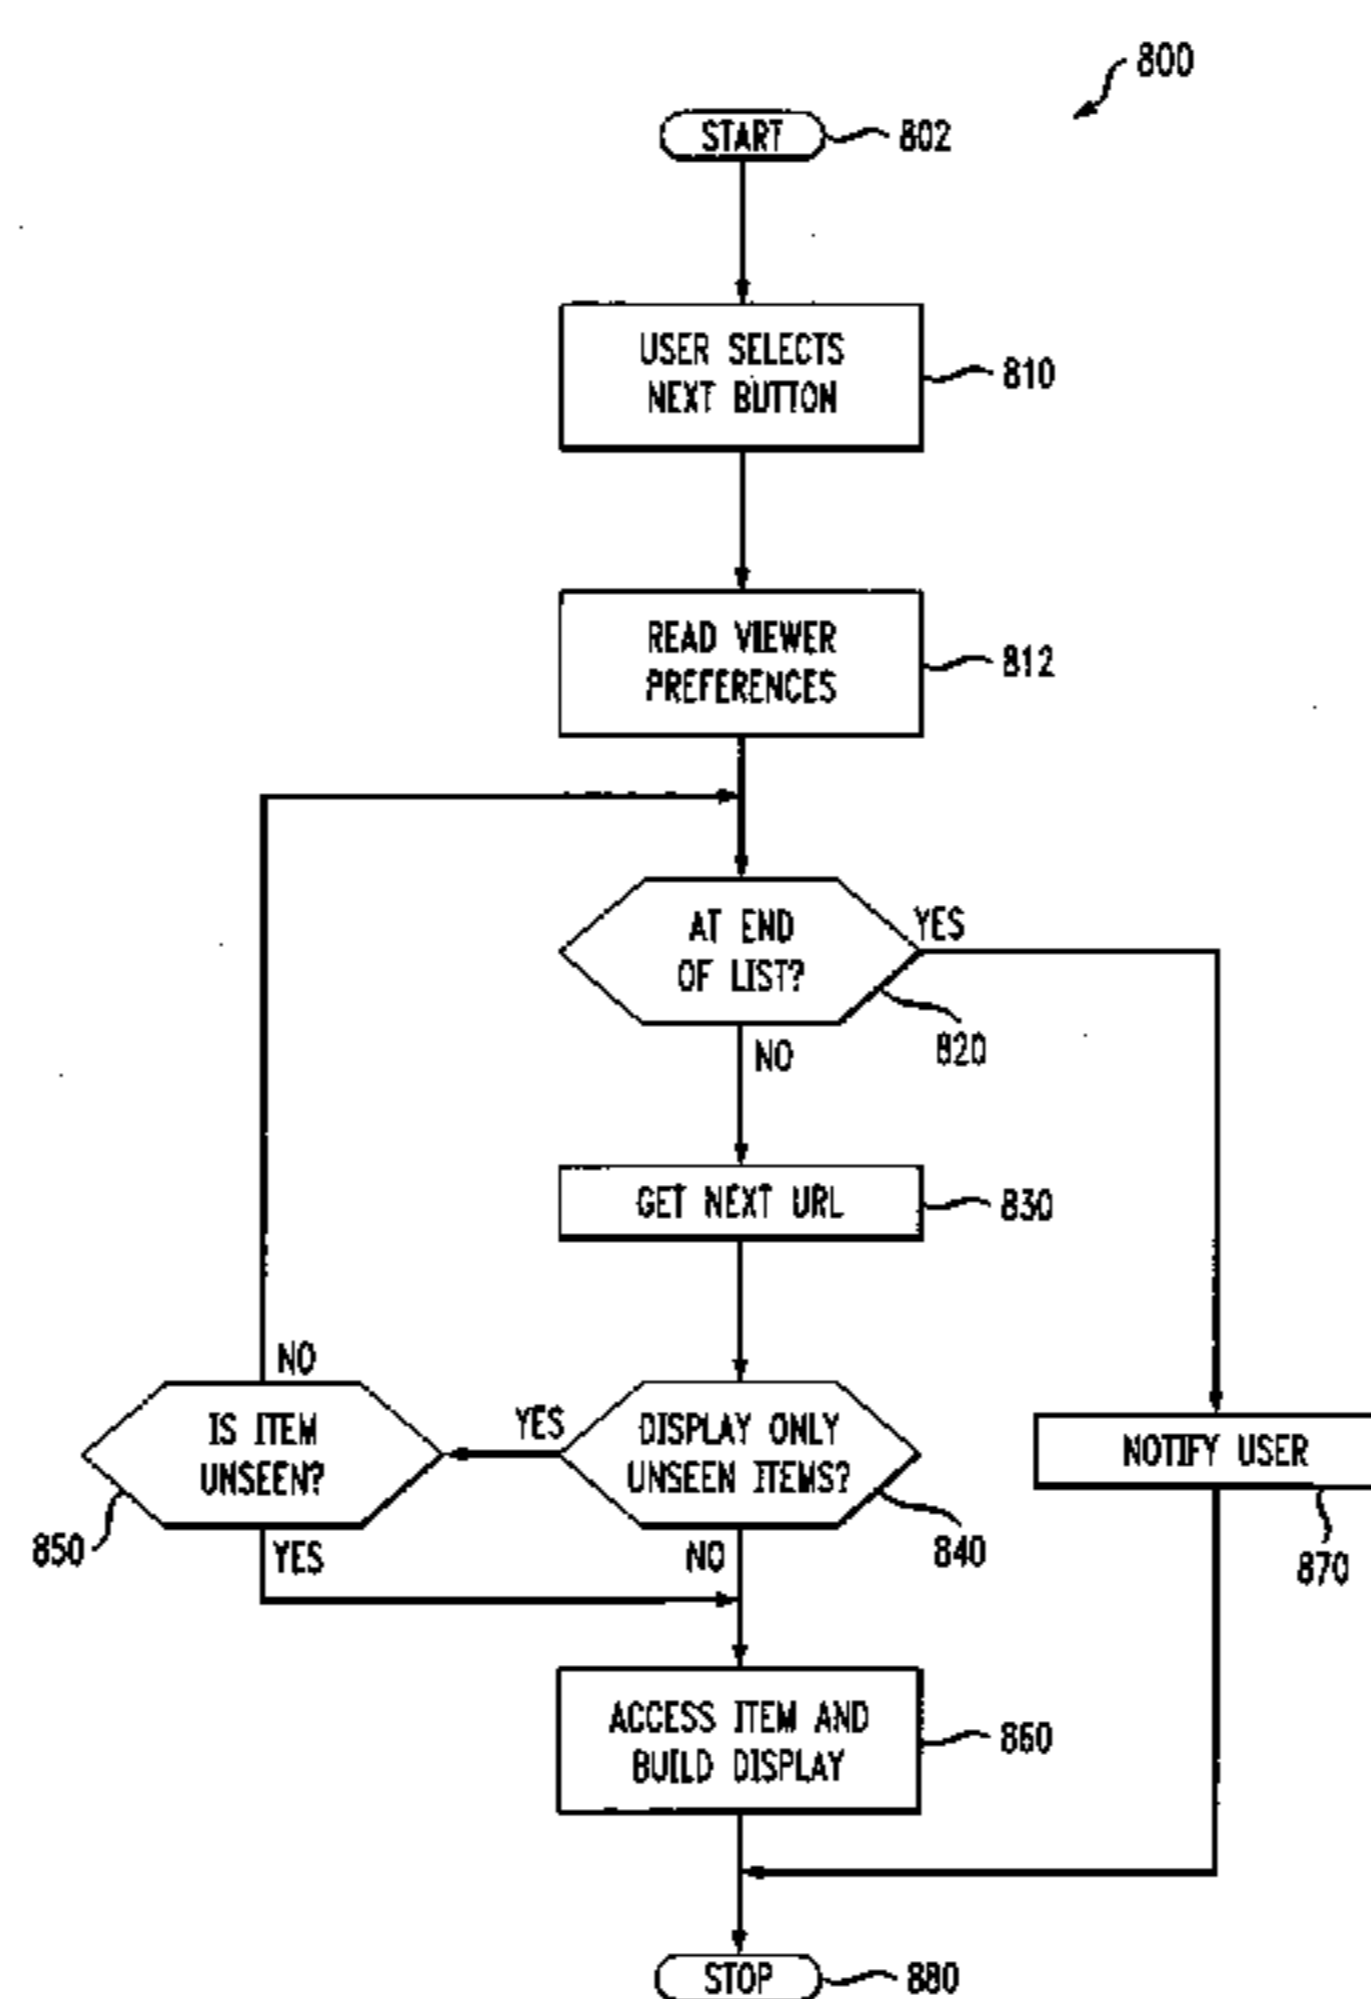 800
START
802
USER SELECTS
NEXT BUTTON
810
READ VIEWER
PREFERENCES
812
AT END
OF LIST?
YES
820
NO
GET NEXT URL
830
NO
IS ITEM
UNSEEN?
YES
DISPLAY ONLY
UNSEEN ITEMS?
NOTIFY USER
850
YES
NO
840
870
ACCESS ITEM AND
BUILD DISPLAY
860
STOP
880